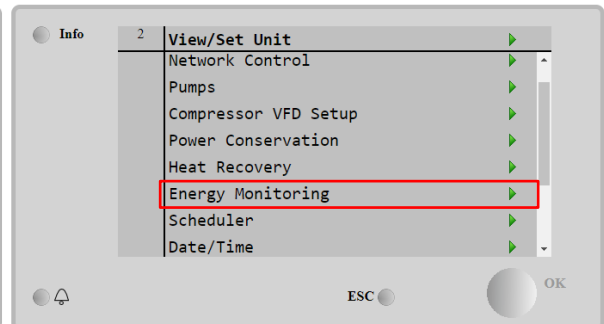 Info
2 View/Set Unit
Network Control
Pumps
Compressor VFD Setup
Power Conservation
Heat Recovery
Energy Monitoring
Scheduler
Date/Time
ESC
OK